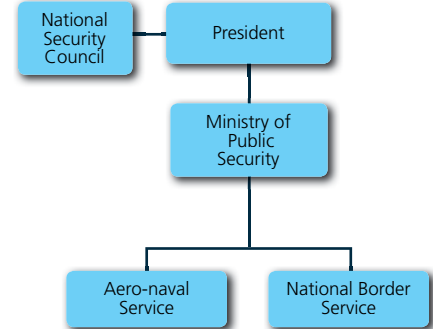 National
Security
Council
President
Ministry of
Public
Security
Aero-naval
Service
National Border
Service